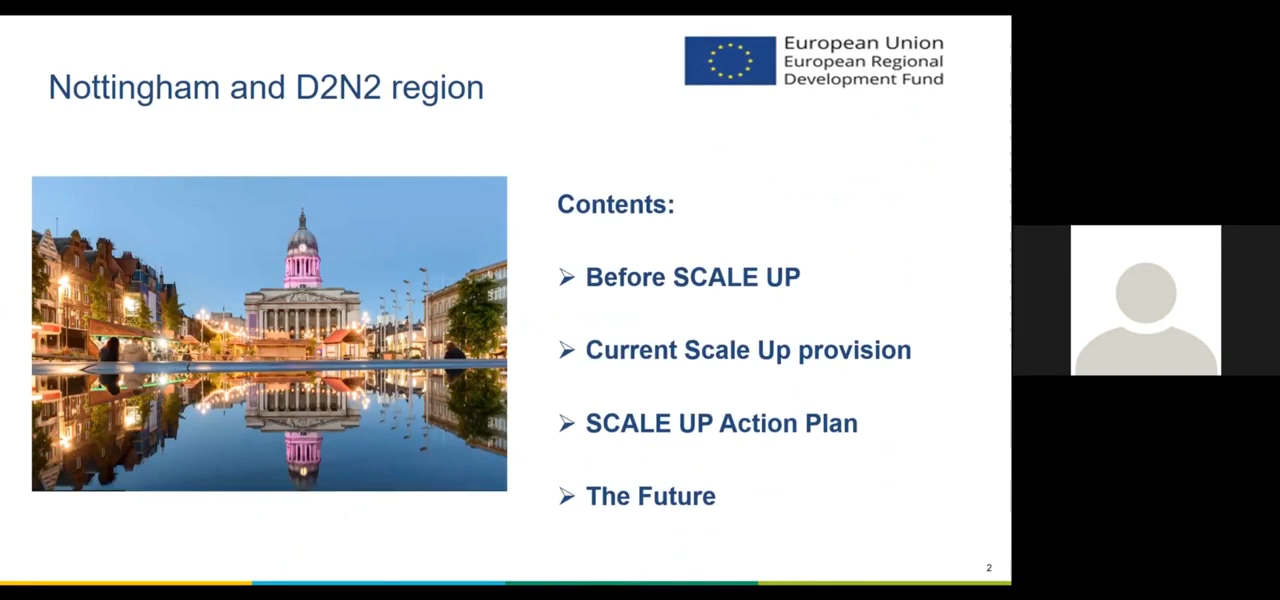 Nottingham and D2N2 region
European Union
European Regional
Development Fund
Contents:
Before SCALE UP
Current Scale Up provision
SCALE UP Action Plan
The Future
2